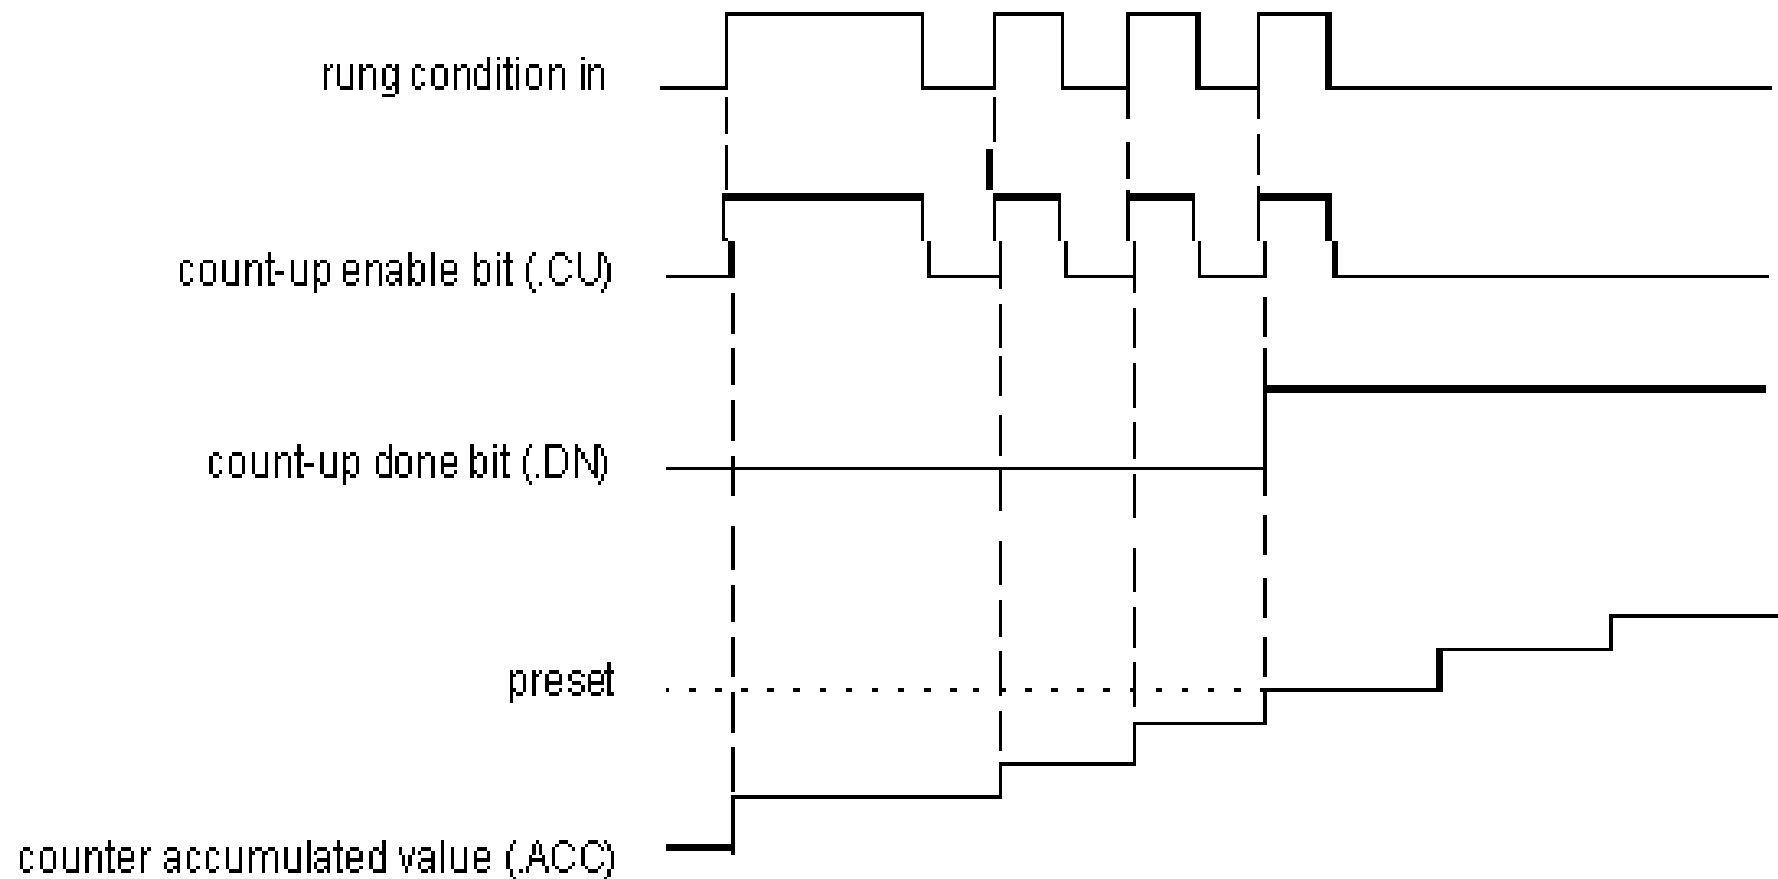 rung condition in
count-up enable bit (.CU)
count-up done bit (.DN)
preset
counter accumulated value (.ACC)